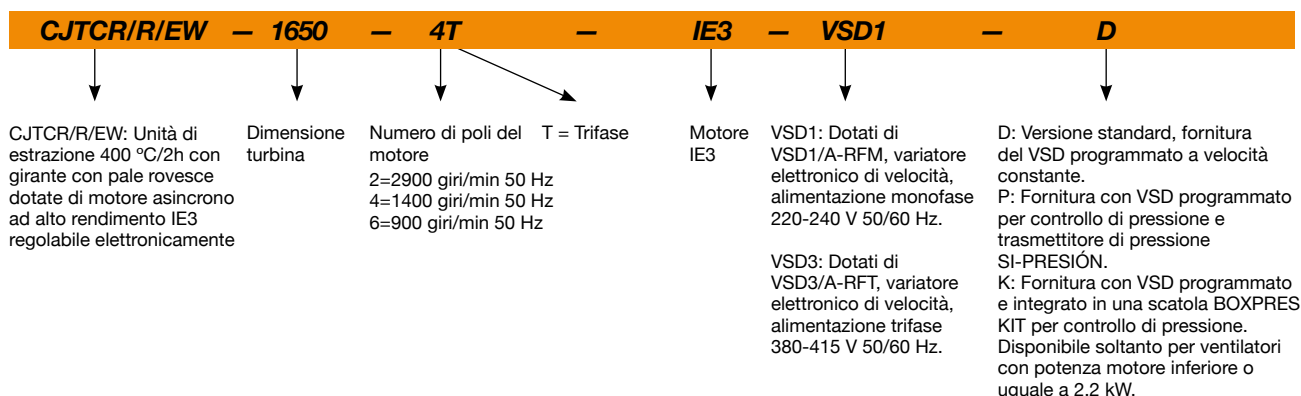 CJTCR/R/EW — 1650 — 4T — IE3 — VSD1 — D
CJTCR/R/EW: Unità di
estrazione 400 ºC/2h con
girante con pale rovesce
dotate di motore asincrono
ad alto rendimento IE3
regolabile elettronicamente
Dimensione
turbina
Numero di poli del
motore
2=2900 giri/min 50 Hz
4=1400 giri/min 50 Hz
6=900 giri/min 50 Hz
T = Trifase
Motore
IE3
VSD1: Dotati di
VSD1/A-RFM, variatore
elettronico di velocità,
alimentazione monofase
220-240 V 50/60 Hz.
VSD3: Dotati di
VSD3/A-RFT, variatore
elettronico di velocità,
alimentazione trifase
380-415 V 50/60 Hz.
D: Versione standard, fornitura
del VSD programmato a velocità
constante.
P: Fornitura con VSD programmato
per controllo di pressione e
trasmettitore di pressione
SI-PRESIÓN.
K: Fornitura con VSD programmato
e integrato in una scatola BOXPRES
KIT per controllo di pressione.
Disponibile soltanto per ventilatori
con potenza motore inferiore o
uguale a 2.2 kW.